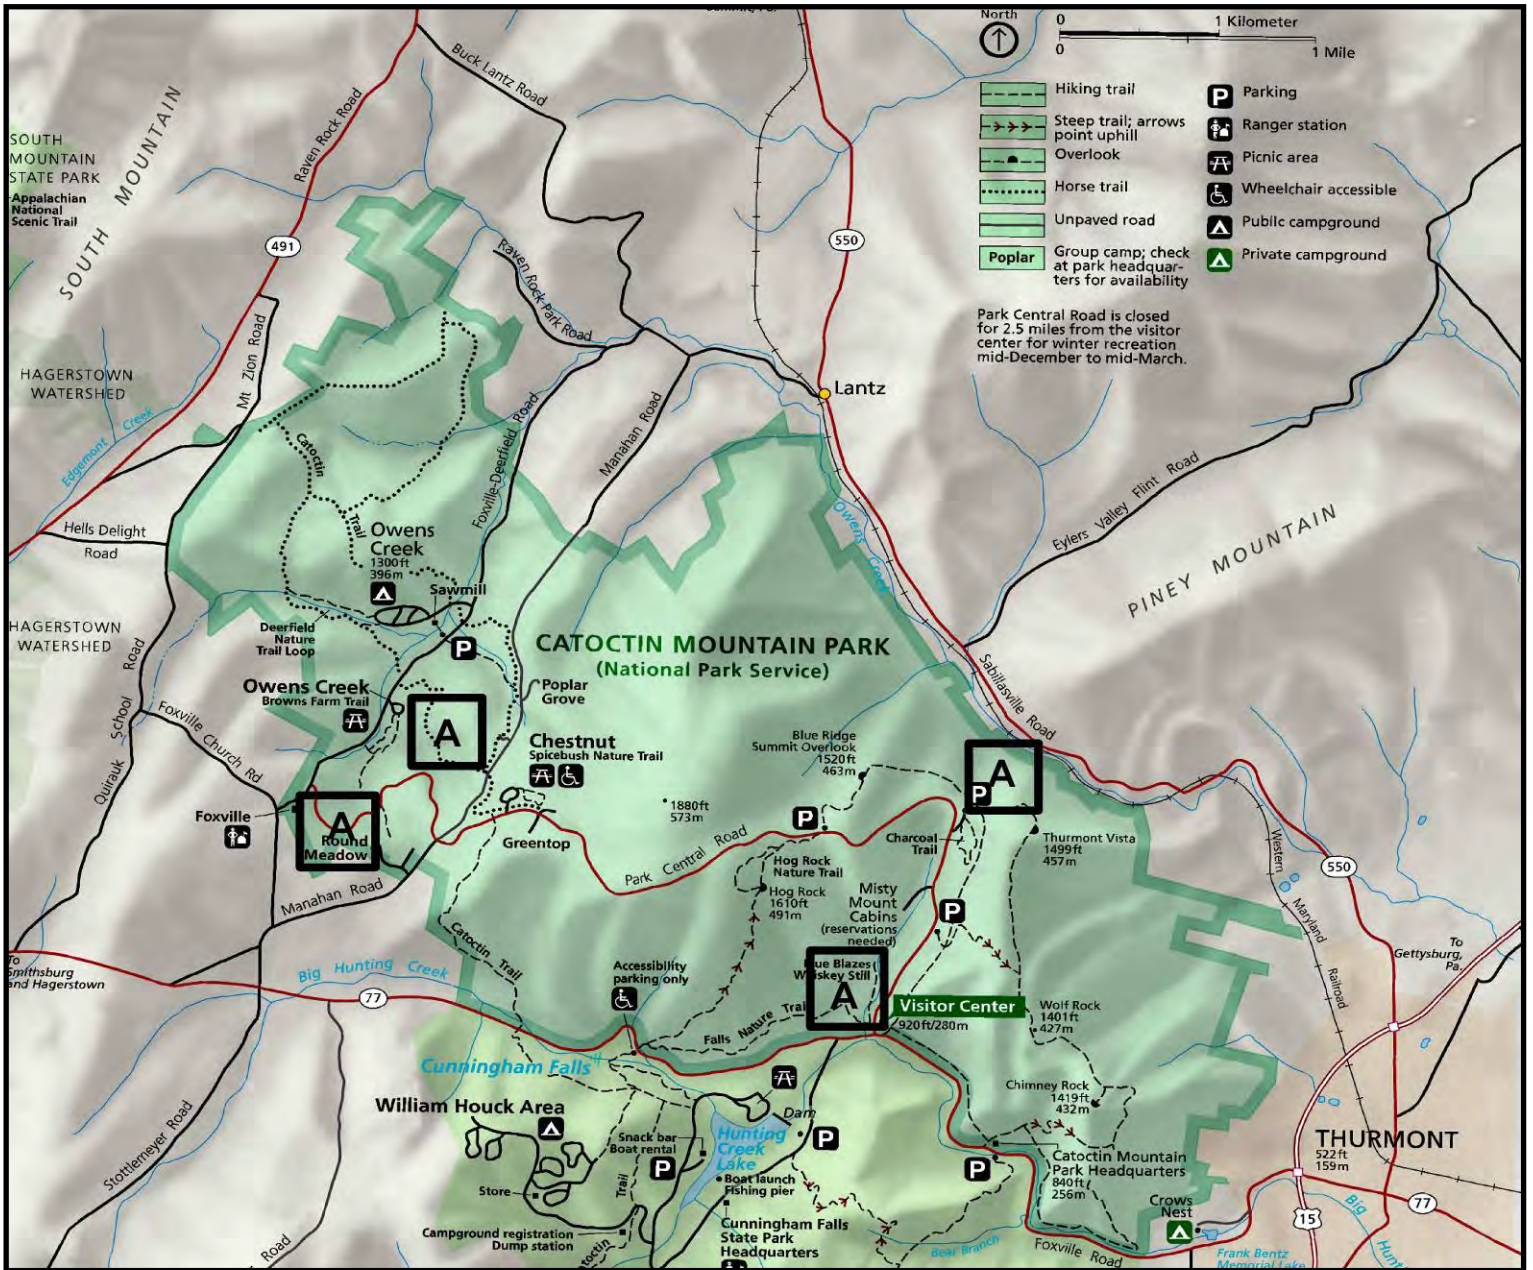 North
0
1 Kilometer
0
1 Mile
Hiking trail
Steep trail; arrows
point uphill
Overlook
Horse trail
Unpaved road
Poplar
Group camp; check
at park headquar-
ters for availability
Parking
Ranger station
Picnic area
Wheelchair accessible
Public campground
Private campground
P
Park Central Road is closed
for 2.5 miles from the visitor
center for winter recreation
mid-December to mid-March.
Buck Lantz Road
Raven Rock Road
SOUTH
MOUNTAIN
STATE PARK
Appalachian
National
Scenic Trail
SOUTH MOUNTAIN
491
550
Raven Rock Park Road
Mt Zion Road
HAGERSTOWN
WATERSHED
Edgemont Creek
Lantz
Manahan Road
Foxville-Deerfield Road
Catoctin
Trail
Hells Delight
Road
Owens
Creek
1300ft
396m
Sawmill
Owens Creek
Eylers Valley Flint Road
PINEY MOUNTAIN
HAGERSTOWN
WATERSHED
Deerfield
Nature
Trail Loop
P
CATOCTIN MOUNTAIN PARK
(National Park Service)
Sabillasville Road
Quirauk School Road
Foxville Church Rd
Owens Creek
Browns Farm Trail
Poplar
Grove
A
Chestnut
Spicebush Nature Trail
Blue Ridge
Summit Overlook
1520ft
463m
A
P
1880ft
573m
P
Foxville
A
Round
Meadow
Greentop
Park Central Road
Charcoal
Trail
Thurmont Vista
1499ft
457m
Hog Rock
Nature Trail
Hog Rock
1610ft
491m
Misty
Mount
Cabins
(reservations
needed)
P
550
Western
Maryland
Railroad
Manahan Road
Catoctin Trail
To
Smithsburg
and Hagerstown
Big Hunting Creek
77
Accessibility
parking only
Blue Blazes
Whiskey Still
A
Falls Nature Trail
Visitor Center
920ft/280m
Wolf Rock
1401ft
427m
To
Gettysburg,
Pa.
Cunningham Falls
Chimney Rock
1419ft
432m
William Houck Area
Dam
P
Snack bar
Boat rental
P
Hunting
Creek
Lake
Boat launch
Fishing pier
Trail
Store
Campground registration
Dump station
Cunningham Falls
State Park
Headquarters
P
Catoctin Mountain
Park Headquarters
840ft
256m
THURMONT
522ft
159m
77
15
Crows
Nest
Stottlemeyer Road
Road
Bear Branch
Foxville Road
Frank Bentz
Memorial Lake
Big